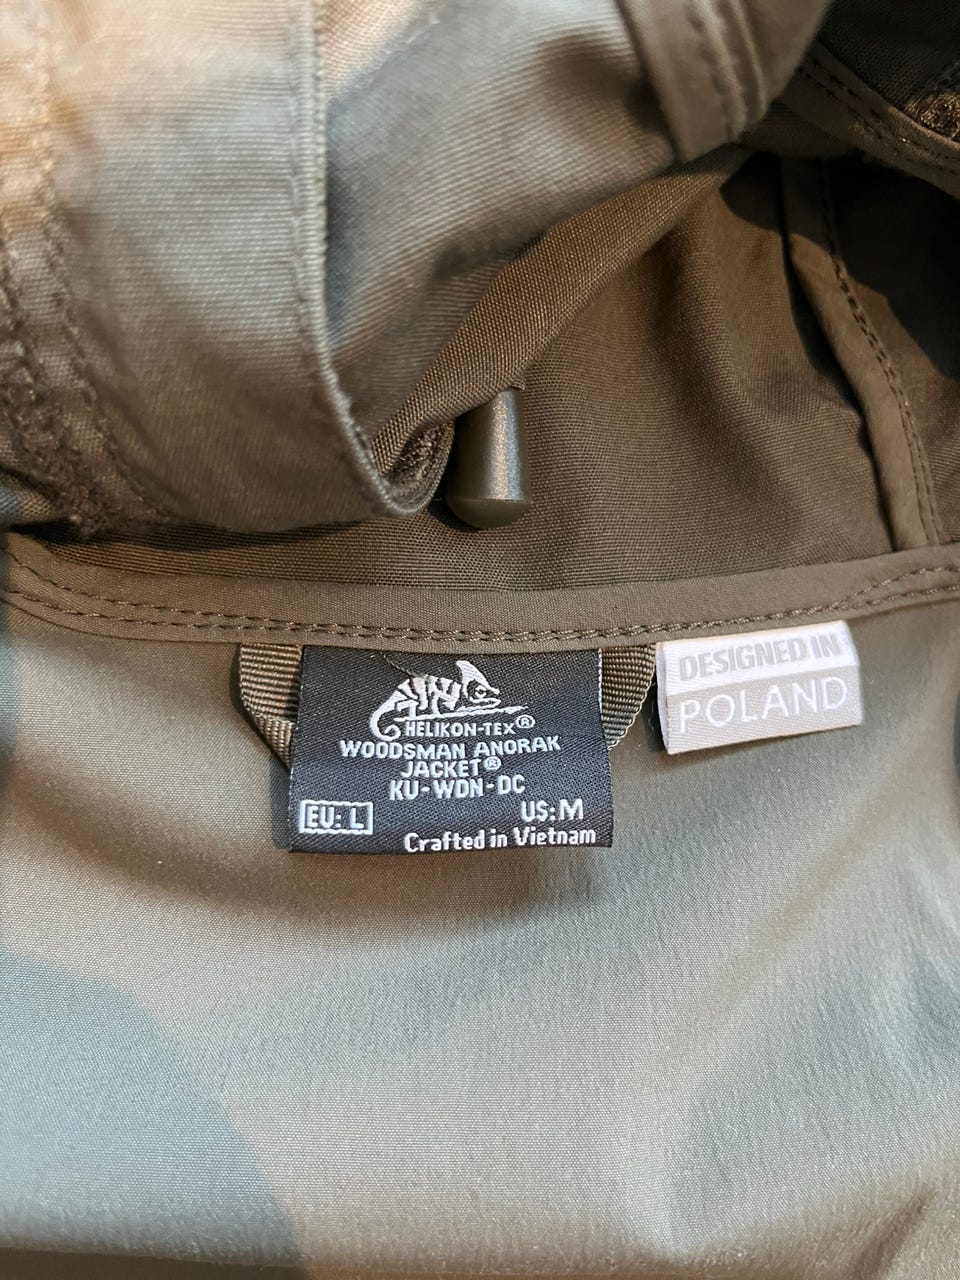 HELIKON-TEX®
WOODSMAN ANORAK
JACKET®
KU-WDN-DC
EU: L US: M
Crafted in Vietnam
DESIGNED IN
POLAND